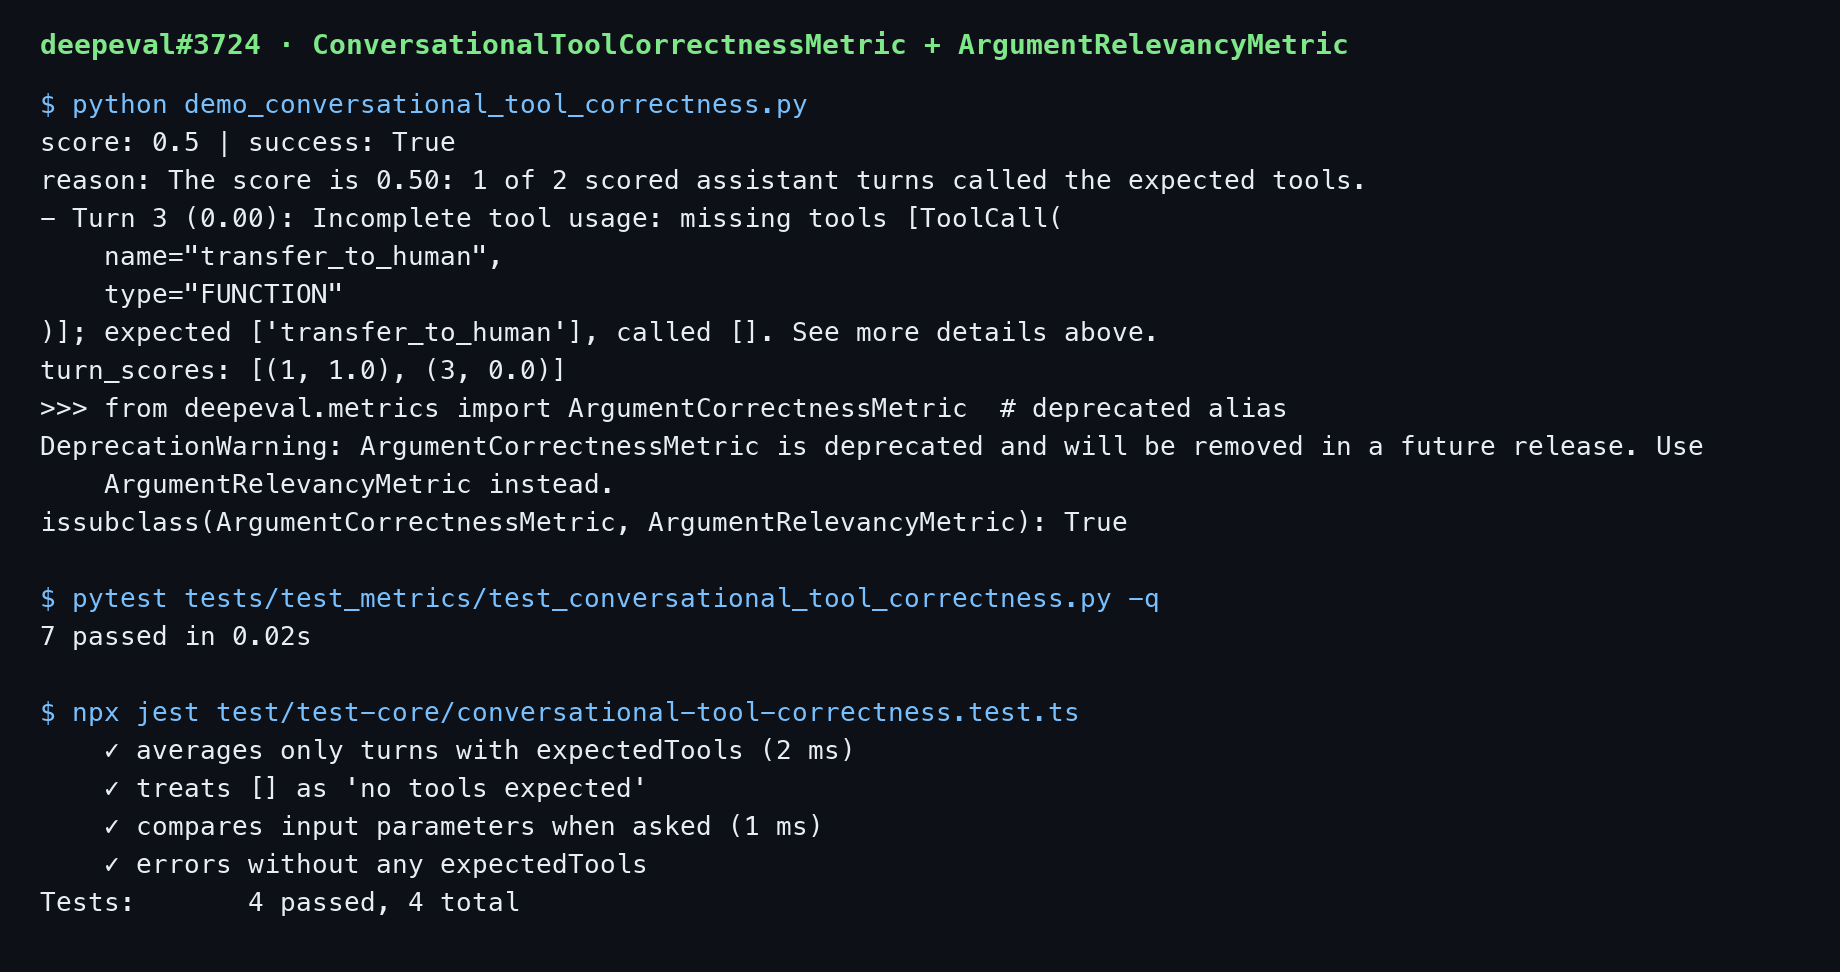 deepeval#3724 · ConversationalToolCorrectnessMetric + ArgumentRelevancyMetric
$ python demo_conversational_tool_correctness.py
score: 0.5 | success: True
reason: The score is 0.50: 1 of 2 scored assistant turns called the expected tools.
− Turn 3 (0.00): Incomplete tool usage: missing tools [ToolCall(
    name="transfer_to_human",
    type="FUNCTION"
)]; expected ['transfer_to_human'], called []. See more details above.
turn_scores: [(1, 1.0), (3, 0.0)]
>>> from deepeval.metrics import ArgumentCorrectnessMetric  # deprecated alias
DeprecationWarning: ArgumentCorrectnessMetric is deprecated and will be removed in a future release. Use
    ArgumentRelevancyMetric instead.
issubclass(ArgumentCorrectnessMetric, ArgumentRelevancyMetric): True
$ pytest tests/test_metrics/test_conversational_tool_correctness.py −q
7 passed in 0.02s
$ npx jest test/test−core/conversational−tool−correctness.test.ts
    ✓ averages only turns with expectedTools (2 ms)
    ✓ treats [] as 'no tools expected'
    ✓ compares input parameters when asked (1 ms)
    ✓ errors without any expectedTools
Tests:       4 passed, 4 total